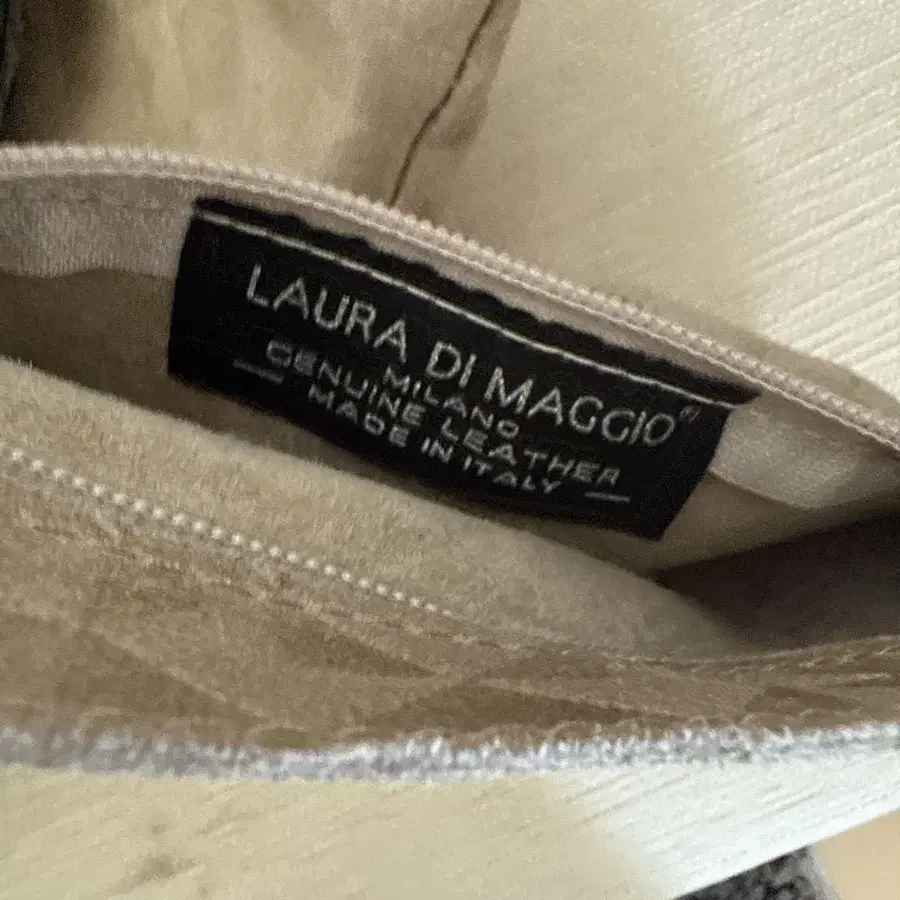 LAURA DI MAGGIO
MILANO
GENUINE LEATHER
MADE IN ITALY